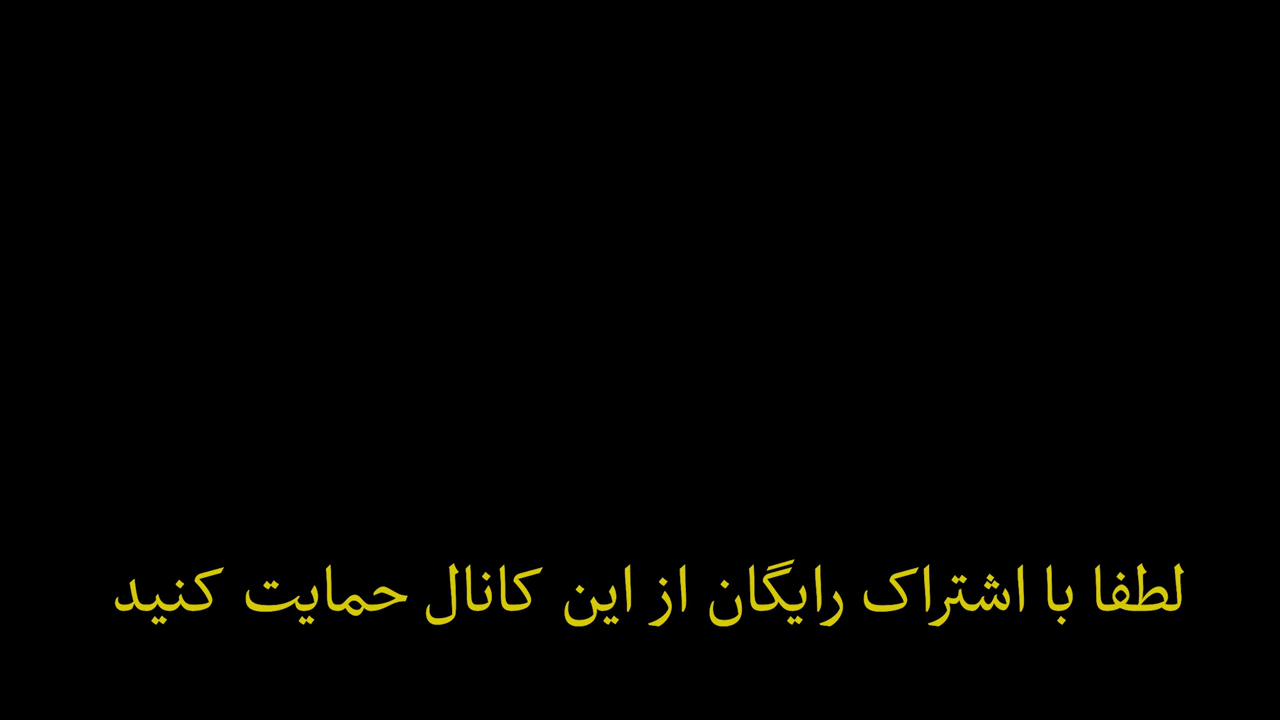 لطفا با اشتراک رایگان از این کانال حمایت کنید